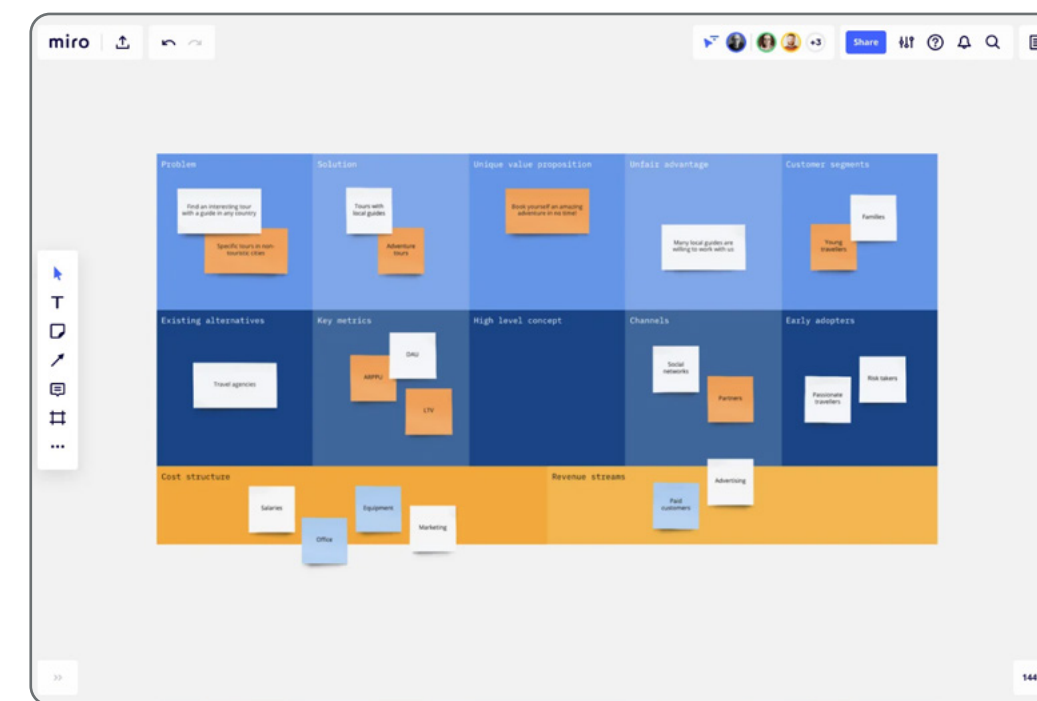 miro
+3
Share
Problem
Solution
Unique value proposition
Unfair advantage
Customer segments
Find an interesting tour
with a guide in any country
Specific tours in non-
touristic cities
Tours with
local guides
Adventure
tours
Book yourself an amazing
adventure in no time!
Many local guides are
willing to work with us
Families
Young
travellers
Existing alternatives
Key metrics
High level concept
Channels
Early adopters
Travel agencies
DAU
ARPPU
LTV
Social
networks
Partners
Risk takers
Passionate
travellers
Cost structure
Revenue streams
Salaries
Office
Equipment
Marketing
Paid
customers
Advertising
144